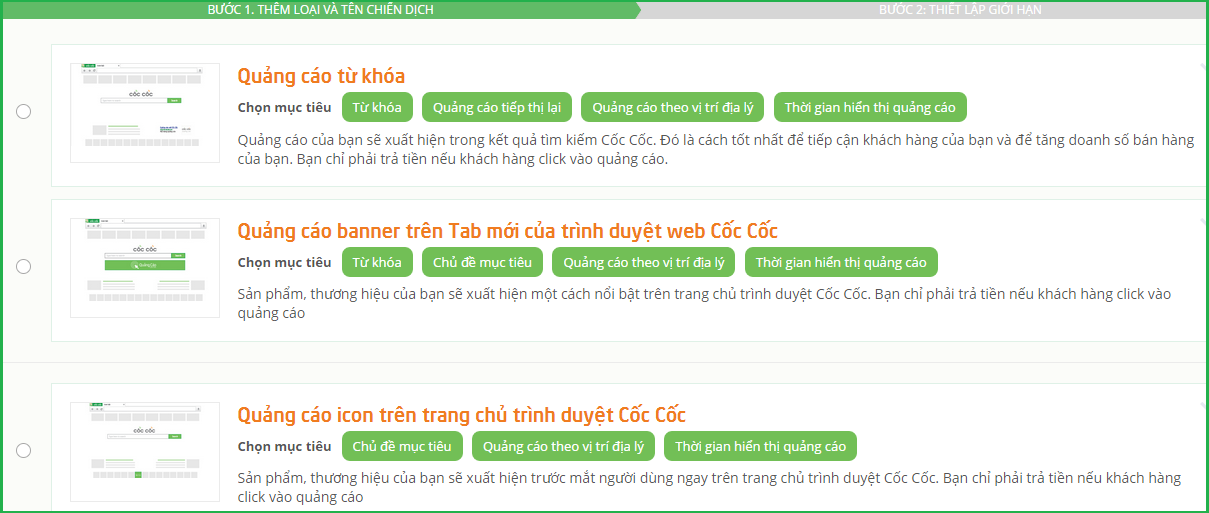 BƯỚC 1. THÊM LOẠI VÀ TÊN CHIẾN DỊCH
BƯỚC 2: THIẾT LẬP GIỚI HẠN
cốc cốc
Quảng cáo từ khóa
Chọn mục tiêu Từ khóa Quảng cáo tiếp thị lại Quảng cáo theo vị trí địa lý Thời gian hiển thị quảng cáo
Quảng cáo của bạn sẽ xuất hiện trong kết quả tìm kiếm Cốc Cốc. Đó là cách tốt nhất để tiếp cận khách hàng của bạn và để tăng doanh số bán hàng
của bạn. Bạn chỉ phải trả tiền nếu khách hàng click vào quảng cáo.
cốc cốc
Quảng cáo banner trên Tab mới của trình duyệt web Cốc Cốc
Chọn mục tiêu Từ khóa Chủ đề mục tiêu Quảng cáo theo vị trí địa lý Thời gian hiển thị quảng cáo
Sản phẩm, thương hiệu của bạn sẽ xuất hiện một cách nổi bật trên trang chủ trình duyệt Cốc Cốc. Bạn chỉ phải trả tiền nếu khách hàng click vào
quảng cáo
cốc cốc
Quảng cáo icon trên trang chủ trình duyệt Cốc Cốc
Chọn mục tiêu Chủ đề mục tiêu Quảng cáo theo vị trí địa lý Thời gian hiển thị quảng cáo
Sản phẩm, thương hiệu của bạn sẽ xuất hiện trước mắt người dùng ngay trên trang chủ trình duyệt Cốc Cốc. Bạn chỉ phải trả tiền nếu khách hàng
click vào quảng cáo